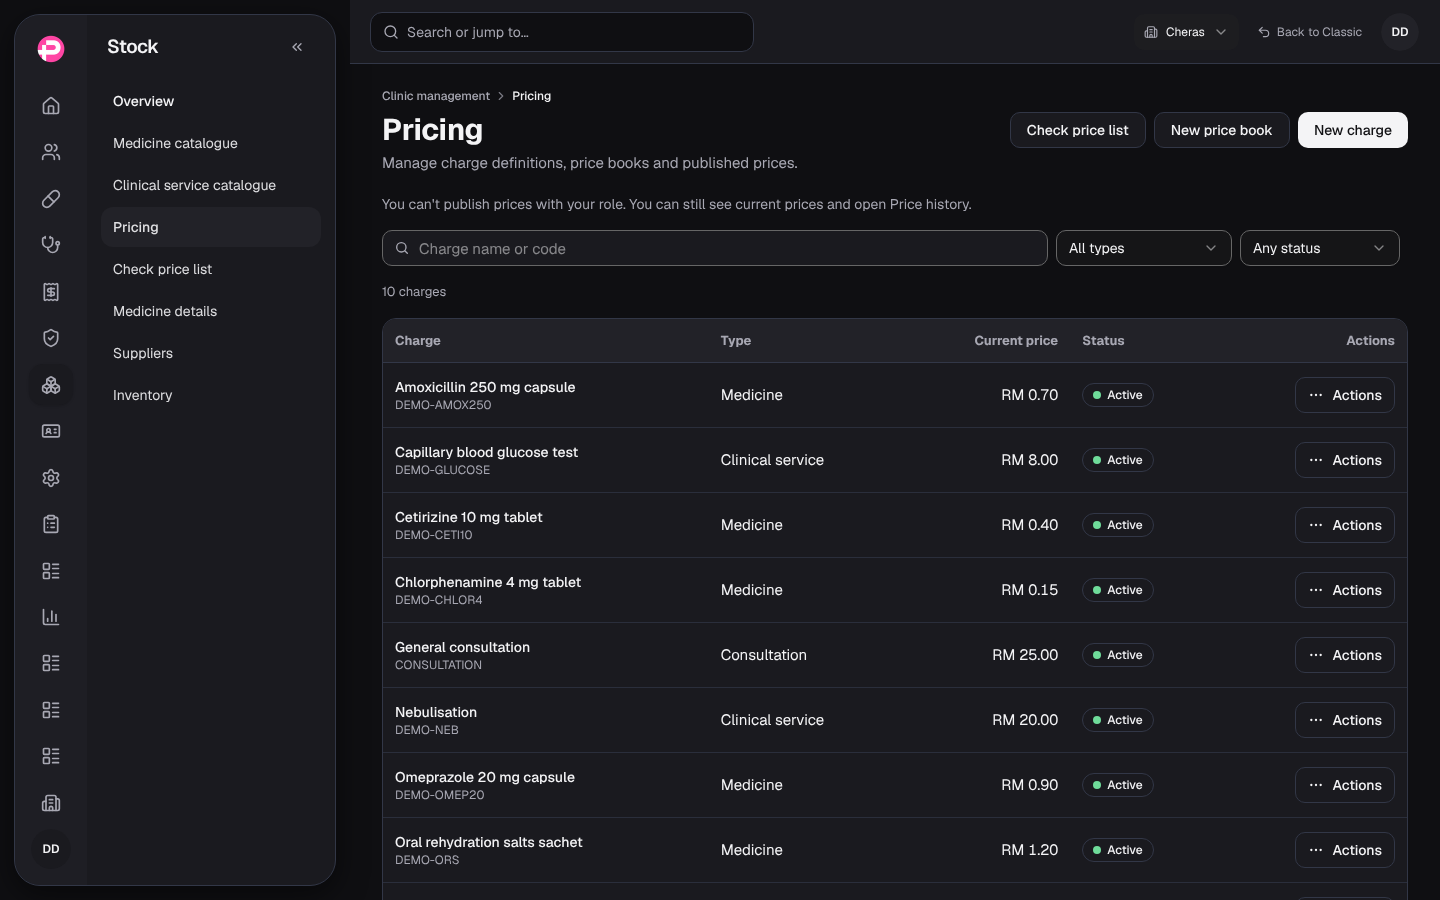 Stock
Search or jump to...
Cheras
Back to Classic
DD
Overview
Medicine catalogue
Clinical service catalogue
Pricing
Check price list
Medicine details
Suppliers
Inventory
DD
Clinic management > Pricing
Pricing
Manage charge definitions, price books and published prices.
Check price list
New price book
New charge
You can't publish prices with your role. You can still see current prices and open Price history.
Charge name or code
All types
Any status
10 charges
Charge Type Current price Status Actions
Amoxicillin 250 mg capsule
DEMO-AMOX250
Medicine RM 0.70 Active ··· Actions
Capillary blood glucose test
DEMO-GLUCOSE
Clinical service RM 8.00 Active ··· Actions
Cetirizine 10 mg tablet
DEMO-CETI10
Medicine RM 0.40 Active ··· Actions
Chlorphenamine 4 mg tablet
DEMO-CHLOR4
Medicine RM 0.15 Active ··· Actions
General consultation
CONSULTATION
Consultation RM 25.00 Active ··· Actions
Nebulisation
DEMO-NEB
Clinical service RM 20.00 Active ··· Actions
Omeprazole 20 mg capsule
DEMO-OMEP20
Medicine RM 0.90 Active ··· Actions
Oral rehydration salts sachet
DEMO-ORS
Medicine RM 1.20 Active ··· Actions